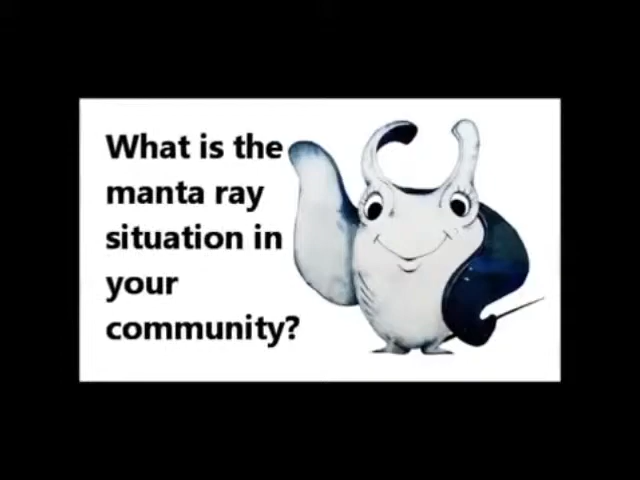 What is the
manta ray
situation in
your
community?